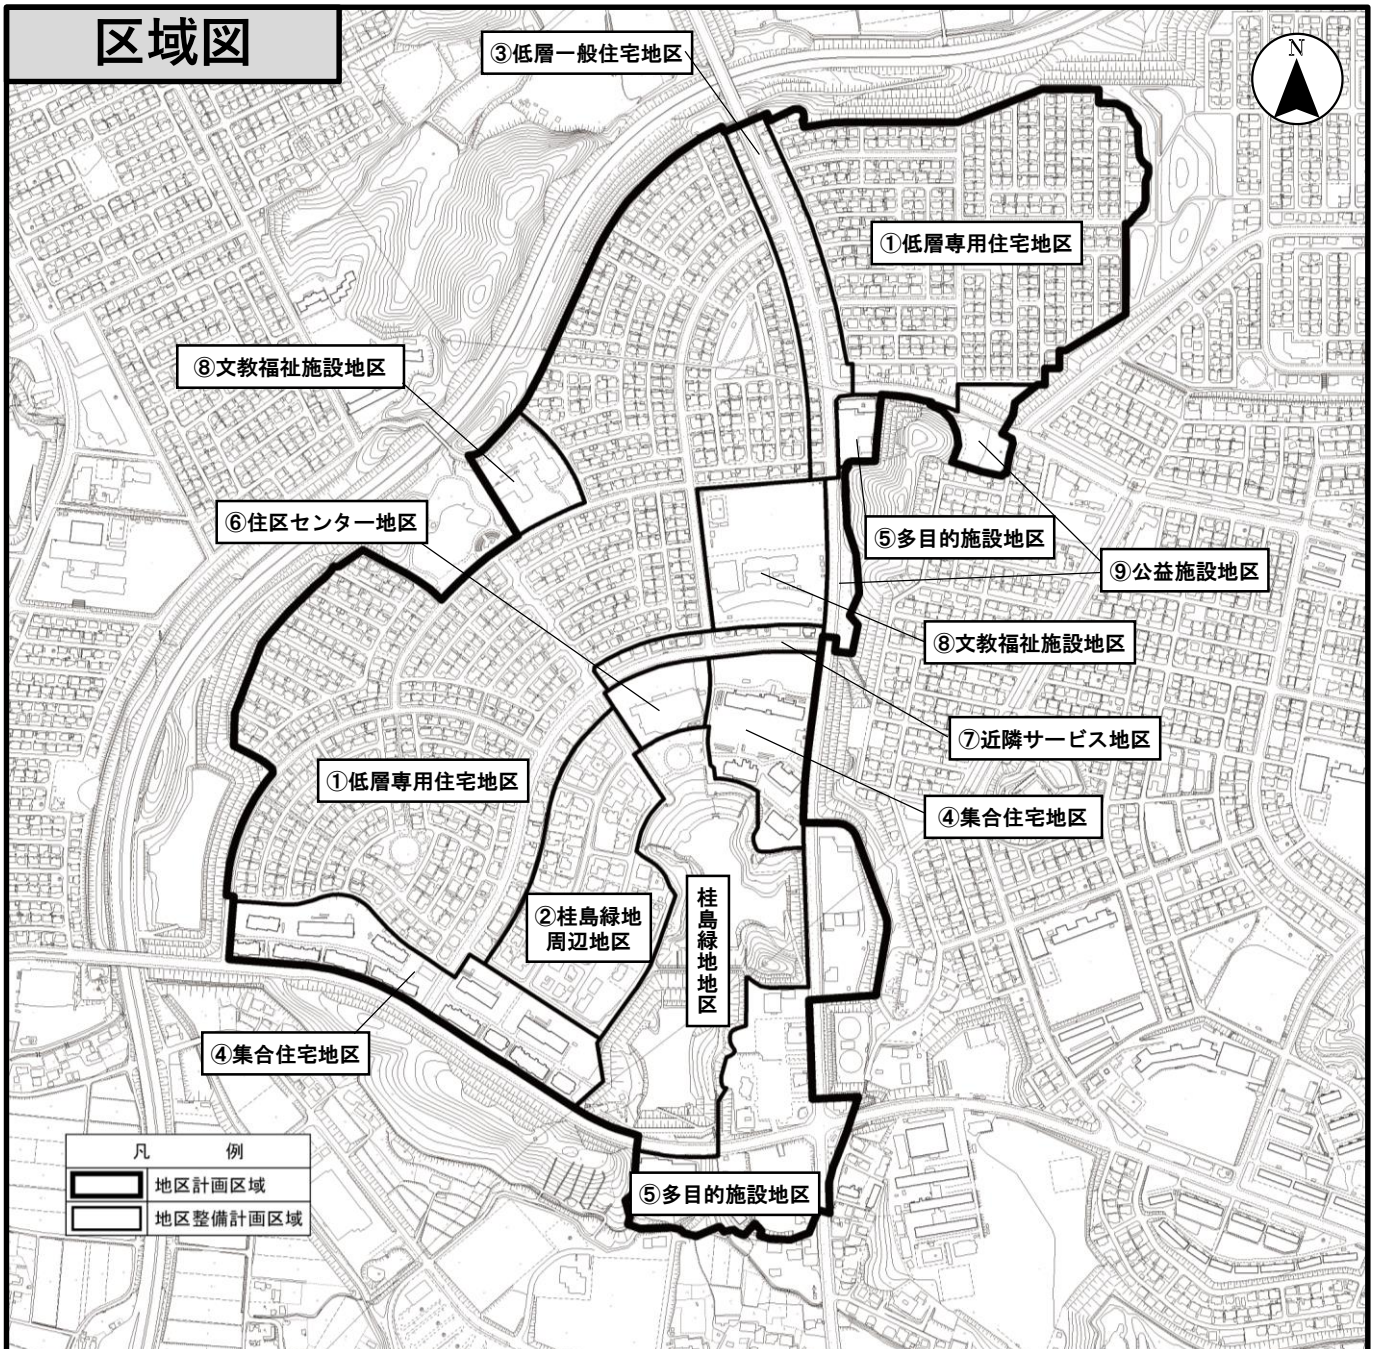 区域図
N
③低層一般住宅地区
①低層専用住宅地区
⑧文教福祉施設地区
⑥住区センター地区
⑤多目的施設地区
⑨公益施設地区
⑧文教福祉施設地区
⑦近隣サービス地区
①低層専用住宅地区
④集合住宅地区
桂島緑地地区
②桂島緑地
周辺地区
④集合住宅地区
凡 例
地区計画区域
地区整備計画区域
⑤多目的施設地区